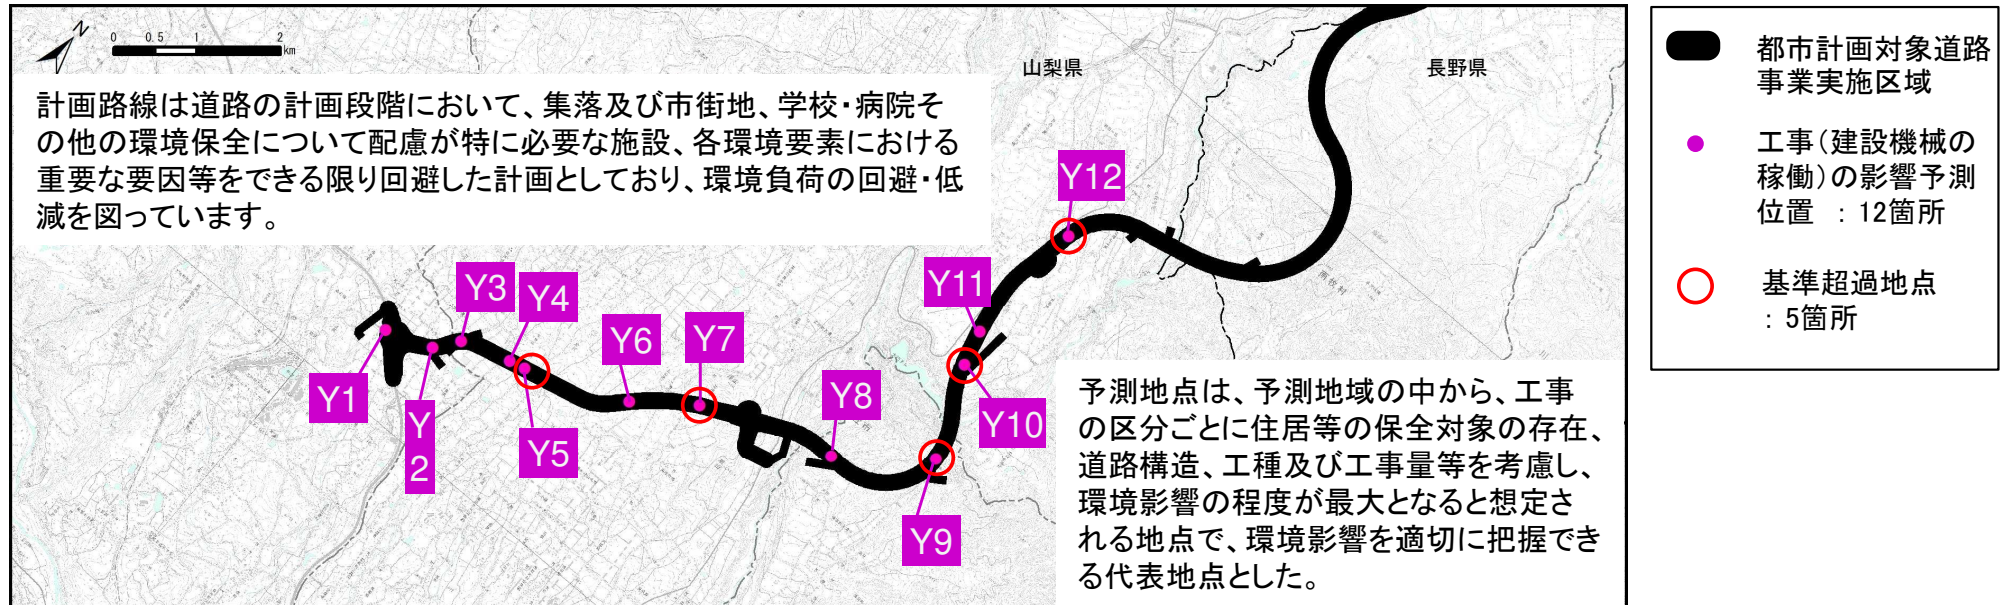 N
0 0.5 1 2
km
山梨県
長野県
計画路線は道路の計画段階において、集落及び市街地、学校・病院そ
の他の環境保全について配慮が特に必要な施設、各環境要素における
重要な要因等をできる限り回避した計画としており、環境負荷の回避・低
減を図っています。
Y12
Y3
Y4
Y11
Y6
Y7
Y1
Y
2
Y5
Y8
Y10
Y9
予測地点は、予測地域の中から、工事
の区分ごとに住居等の保全対象の存在、
道路構造、工種及び工事量等を考慮し、
環境影響の程度が最大となると想定さ
れる地点で、環境影響を適切に把握でき
る代表地点とした。
都市計画対象道路
事業実施区域
工事(建設機械の
稼働)の影響予測
位置 : 12箇所
基準超過地点
: 5箇所